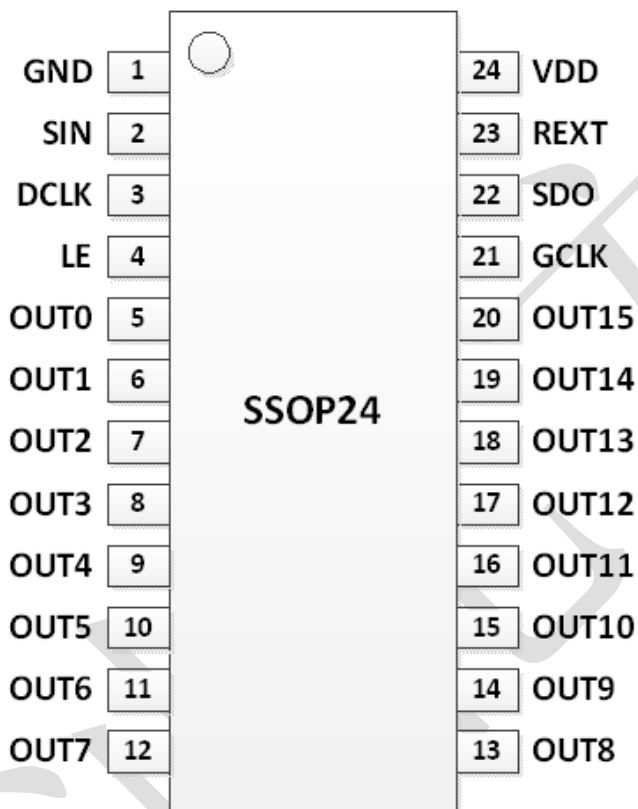 GND 1 24 VDD
SIN 2 23 REXT
DCLK 3 22 SDO
LE 4 21 GCLK
OUT0 5 20 OUT15
OUT1 6 19 OUT14
SSOP24
OUT2 7 18 OUT13
OUT3 8 17 OUT12
OUT4 9 16 OUT11
OUT5 10 15 OUT10
OUT6 11 14 OUT9
OUT7 12 13 OUT8